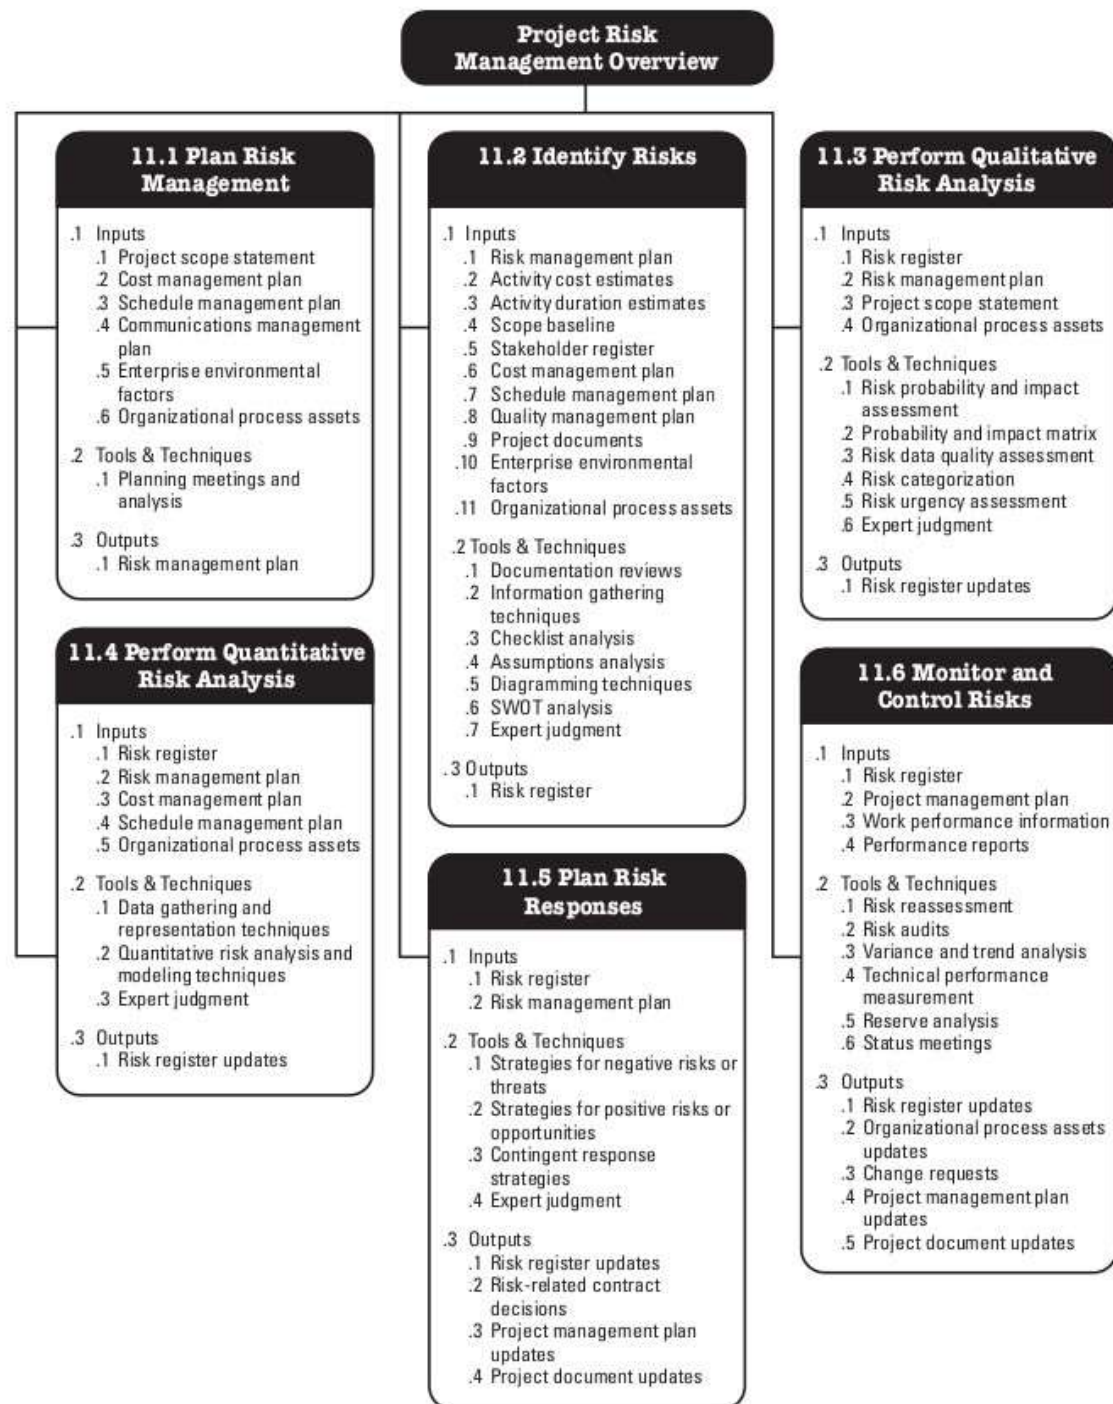 Project Risk
Management Overview
11.1 Plan Risk
Management
.1 Inputs
.1 Project scope statement
.2 Cost management plan
.3 Schedule management plan
.4 Communications management
plan
.5 Enterprise environmental
factors
.6 Organizational process assets
.2 Tools & Techniques
.1 Planning meetings and
analysis
.3 Outputs
.1 Risk management plan
11.2 Identify Risks
.1 Inputs
.1 Risk management plan
.2 Activity cost estimates
.3 Activity duration estimates
.4 Scope baseline
.5 Stakeholder register
.6 Cost management plan
.7 Schedule management plan
.8 Quality management plan
.9 Project documents
.10 Enterprise environmental
factors
.11 Organizational process assets
.2 Tools & Techniques
.1 Documentation reviews
.2 Information gathering
techniques
.3 Checklist analysis
.4 Assumptions analysis
.5 Diagramming techniques
.6 SWOT analysis
.7 Expert judgment
.3 Outputs
.1 Risk register
11.3 Perform Qualitative
Risk Analysis
.1 Inputs
.1 Risk register
.2 Risk management plan
.3 Project scope statement
.4 Organizational process assets
.2 Tools & Techniques
.1 Risk probability and impact
assessment
.2 Probability and impact matrix
.3 Risk data quality assessment
.4 Risk categorization
.5 Risk urgency assessment
.6 Expert judgment
.3 Outputs
.1 Risk register updates
11.4 Perform Quantitative
Risk Analysis
.1 Inputs
.1 Risk register
.2 Risk management plan
.3 Cost management plan
.4 Schedule management plan
.5 Organizational process assets
.2 Tools & Techniques
.1 Data gathering and
representation techniques
.2 Quantitative risk analysis and
modeling techniques
.3 Expert judgment
.3 Outputs
.1 Risk register updates
11.5 Plan Risk
Responses
.1 Inputs
.1 Risk register
.2 Risk management plan
.2 Tools & Techniques
.1 Strategies for negative risks or
threats
.2 Strategies for positive risks or
opportunities
.3 Contingent response
strategies
.4 Expert judgment
.3 Outputs
.1 Risk register updates
.2 Risk-related contract
decisions
.3 Project management plan
updates
.4 Project document updates
11.6 Monitor and
Control Risks
.1 Inputs
.1 Risk register
.2 Project management plan
.3 Work performance information
.4 Performance reports
.2 Tools & Techniques
.1 Risk reassessment
.2 Risk audits
.3 Variance and trend analysis
.4 Technical performance
measurement
.5 Reserve analysis
.6 Status meetings
.3 Outputs
.1 Risk register updates
.2 Organizational process assets
updates
.3 Change requests
.4 Project management plan
updates
.5 Project document updates